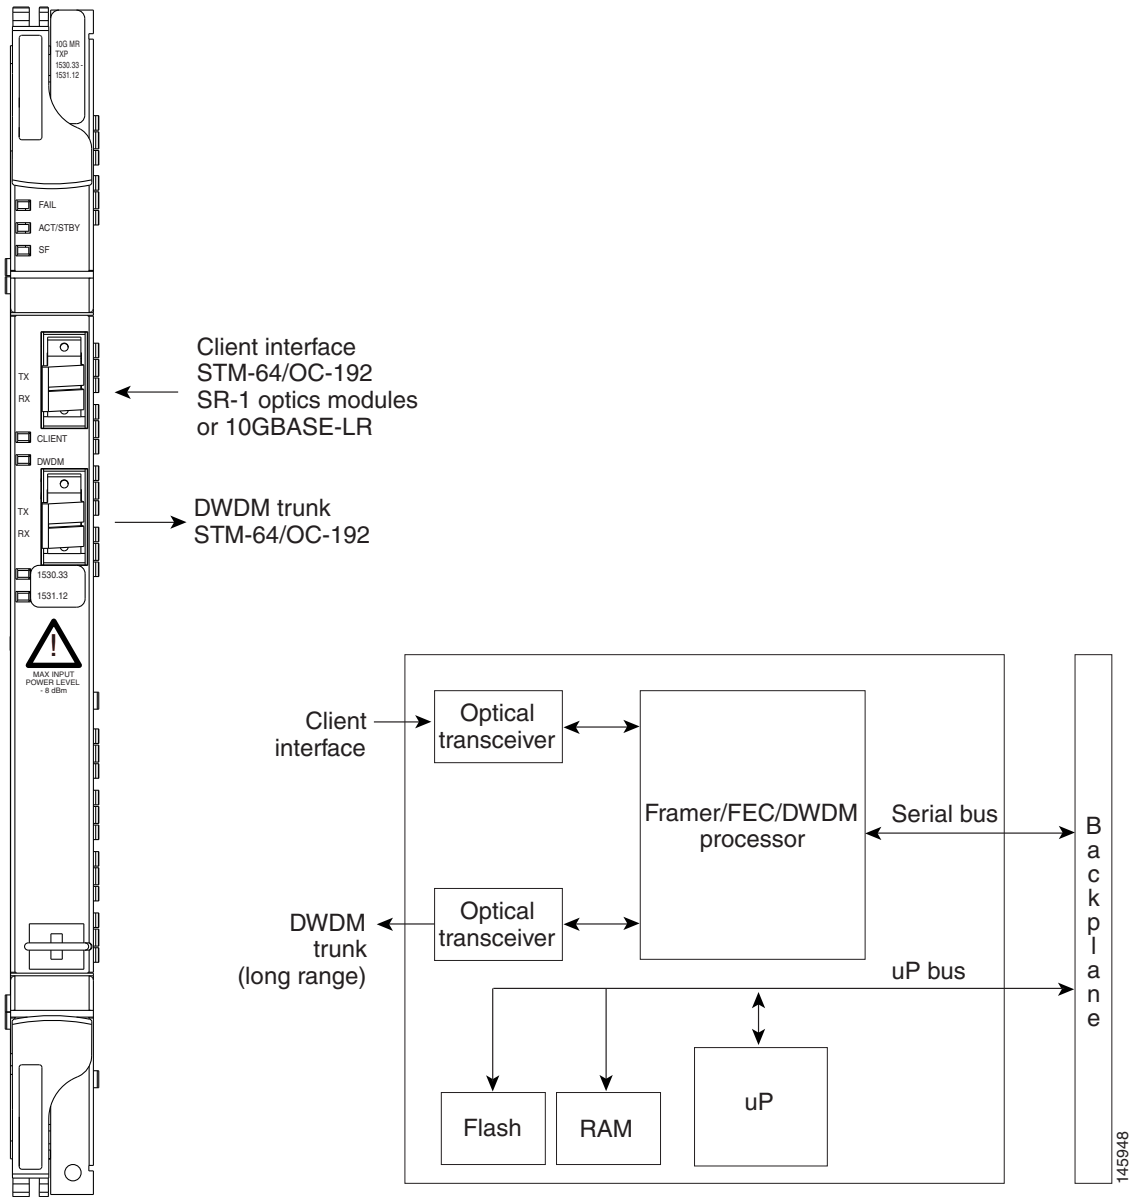 10G MR
TXP
1530.33 -
1531.12
FAIL
ACT/STBY
SF
TX
RX
CLIENT
DWDM
TX
RX
1530.33
1531.12
!
MAX INPUT
POWER LEVEL
- 8 dBm
Client interface
STM-64/OC-192
SR-1 optics modules
or 10GBASE-LR
DWDM trunk
STM-64/OC-192
Client
interface
Optical
transceiver
Framer/FEC/DWDM
processor
Serial bus
DWDM
trunk
(long range)
Optical
transceiver
uP bus
Flash
RAM
uP
Backplane
145948